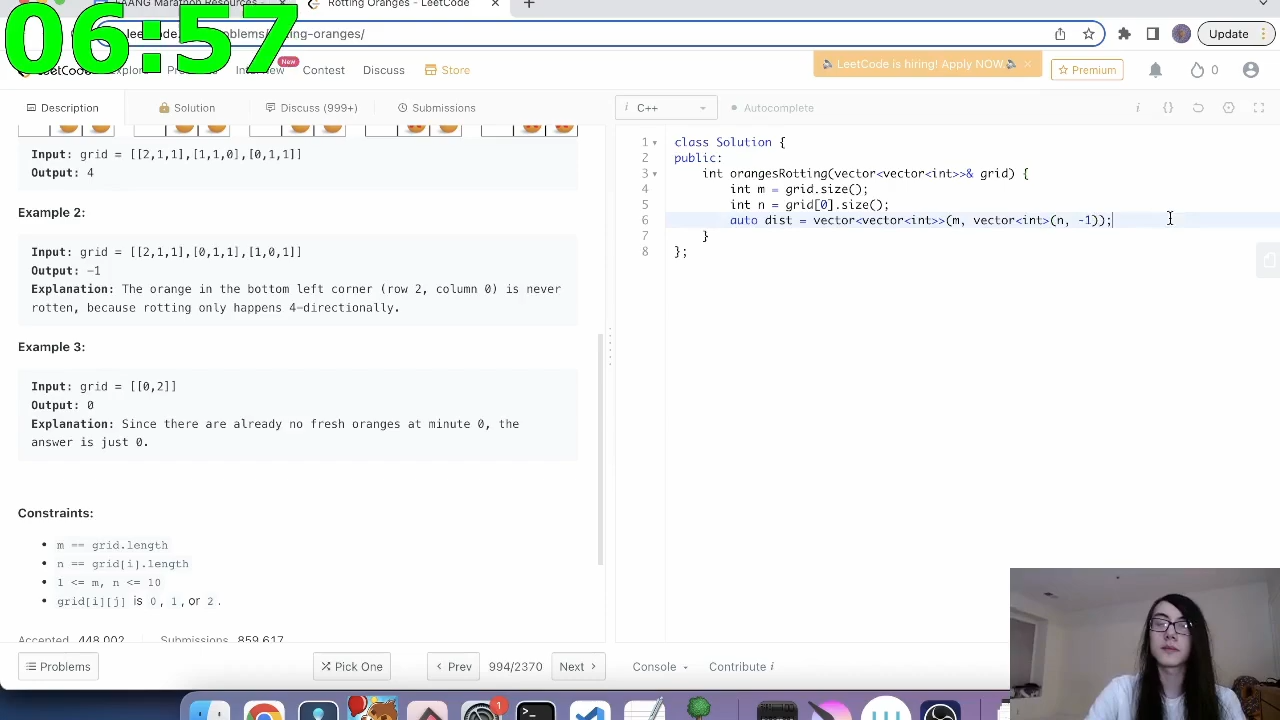 06:57
AANG Marathon Resources -
Rotting Oranges - LeetCode
Update
LeetCode is hiring! Apply NOW.
New
Contest
Discuss
Store
Premium
0
Description
Solution
Discuss (999+)
Submissions
i C++
Autocomplete
Input: grid = [[2,1,1],[1,1,0],[0,1,1]]
Output: 4
Example 2:
Input: grid = [[2,1,1],[0,1,1],[1,0,1]]
Output: -1
Explanation: The orange in the bottom left corner (row 2, column 0) is never
rotten, because rotting only happens 4-directionally.
Example 3:
Input: grid = [[0,2]]
Output: 0
Explanation: Since there are already no fresh oranges at minute 0, the
answer is just 0.
Constraints:
m == grid.length
n == grid[i].length
1 <= m, n <= 10
grid[i][j] is 0, 1, or 2.
Accepted 448,002 Submissions 859,617
1 class Solution {
2 public:
3 int orangesRotting(vector<vector<int>>& grid) {
4 int m = grid.size();
5 int n = grid[0].size();
6 auto dist = vector<vector<int>>(m, vector<int>(n, -1));
7 }
8 };
Problems
Pick One
Prev
994/2370
Next
Console
Contribute i
1